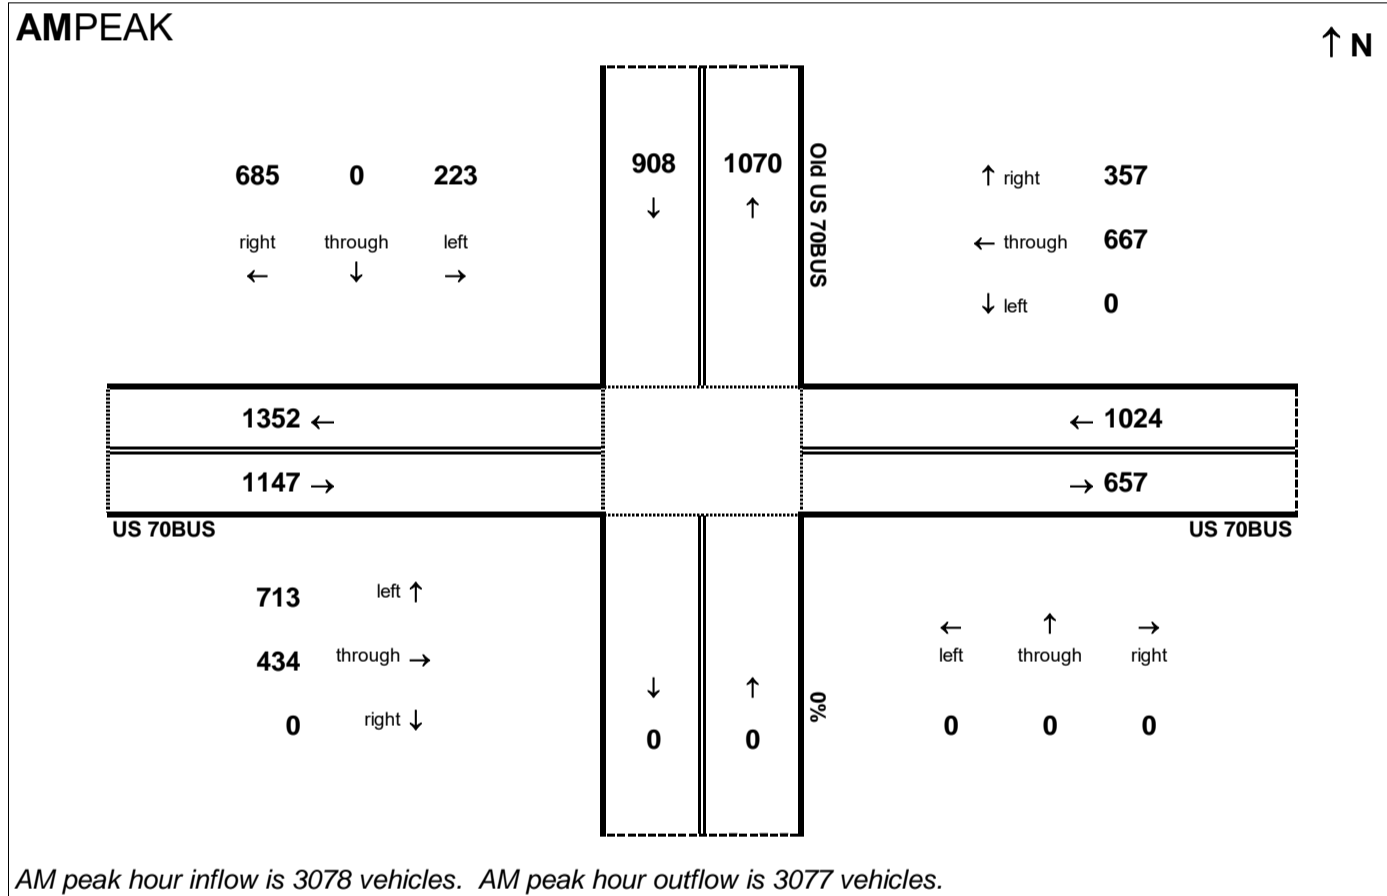 AMPEAK
↑ N
685 0 223
right through left
← ↓ →
908 1070
↓ ↑
Old US 70BUS
↑ right 357
← through 667
↓ left 0
1352 ←
1147 →
← 1024
→ 657
US 70BUS
US 70BUS
713 left ↑
434 through →
0 right ↓
↓ ↑
0 0
0%
← ↑ →
left through right
0 0 0
AM peak hour inflow is 3078 vehicles. AM peak hour outflow is 3077 vehicles.